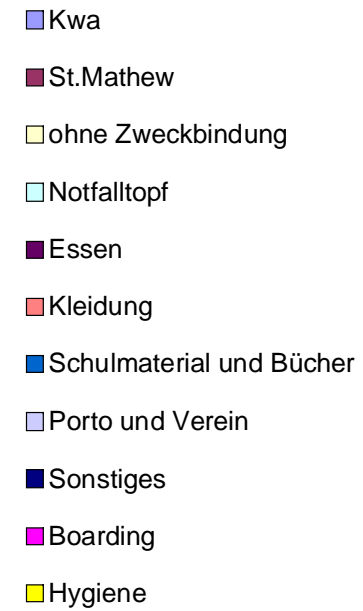 Kwa
St.Mathew
ohne Zweckbindung
Notfalltopf
Essen
Kleidung
Schulmaterial und Bücher
Porto und Verein
Sonstiges
Boarding
Hygiene